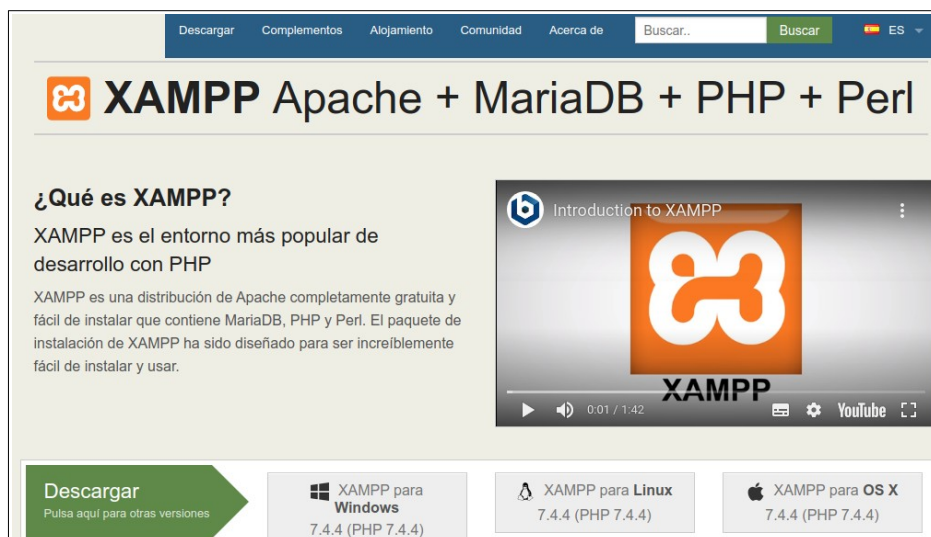 Descargar Complementos Alojamiento Comunidad Acerca de Buscar.. Buscar ES
XAMPP Apache + MariaDB + PHP + Perl
¿Qué es XAMPP?
XAMPP es el entorno más popular de
desarrollo con PHP
XAMPP es una distribución de Apache completamente gratuita y
fácil de instalar que contiene MariaDB, PHP y Perl. El paquete de
instalación de XAMPP ha sido diseñado para ser increíblemente
fácil de instalar y usar.
Introduction to XAMPP
XAMPP
0:01 / 1:42 YouTube
Descargar
Pulsa aquí para otras versiones
XAMPP para
Windows
7.4.4 (PHP 7.4.4)
XAMPP para Linux
7.4.4 (PHP 7.4.4)
XAMPP para OS X
7.4.4 (PHP 7.4.4)